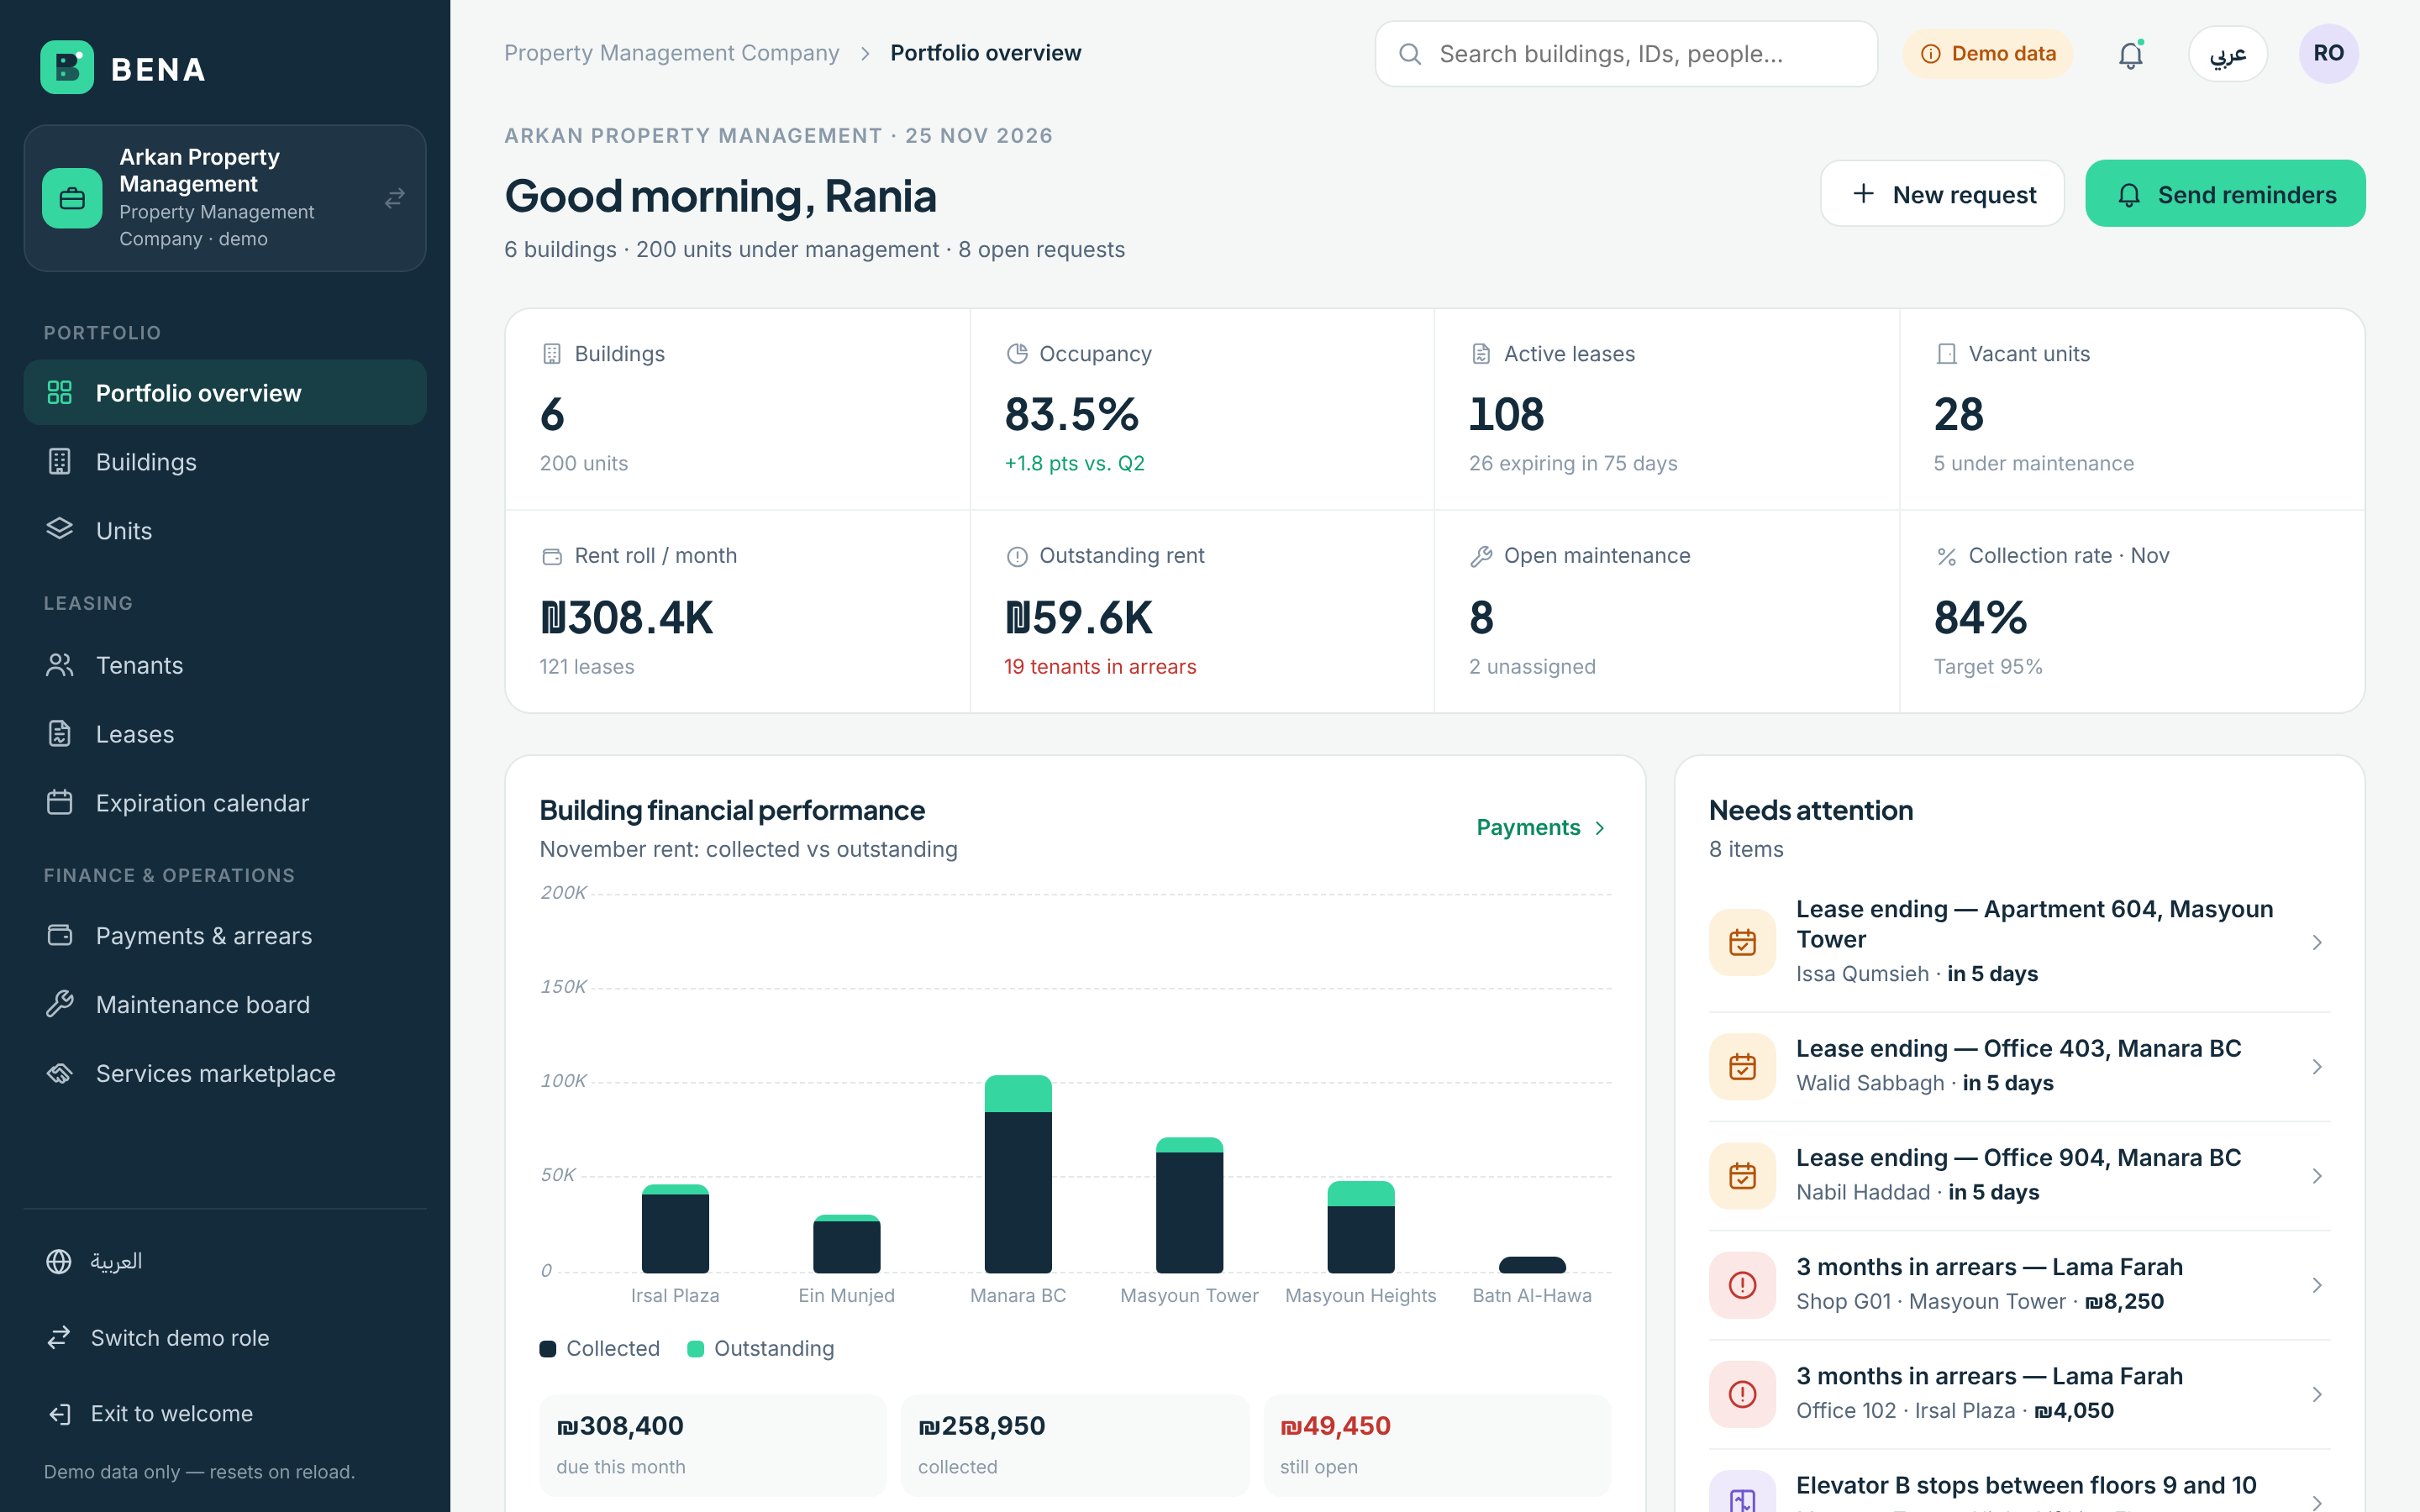 BENA
Arkan Property
Management
Property Management
Company · demo
PORTFOLIO
Portfolio overview
Buildings
Units
LEASING
Tenants
Leases
Expiration calendar
FINANCE & OPERATIONS
Payments & arrears
Maintenance board
Services marketplace
العربية
Switch demo role
Exit to welcome
Demo data only — resets on reload.
Property Management Company
Portfolio overview
Search buildings, IDs, people...
Demo data
عربي
RO
ARKAN PROPERTY MANAGEMENT · 25 NOV 2026
Good morning, Rania
6 buildings · 200 units under management · 8 open requests
New request
Send reminders
Buildings
6
200 units
Occupancy
83.5%
+1.8 pts vs. Q2
Active leases
108
26 expiring in 75 days
Vacant units
28
5 under maintenance
Rent roll / month
₪308.4K
121 leases
Outstanding rent
₪59.6K
19 tenants in arrears
Open maintenance
8
2 unassigned
Collection rate · Nov
84%
Target 95%
Building financial performance
November rent: collected vs outstanding
Payments
200K
150K
100K
50K
0
Irsal Plaza
Ein Munjed
Manara BC
Masyoun Tower
Masyoun Heights
Batn Al-Hawa
Collected
Outstanding
₪308,400
due this month
₪258,950
collected
₪49,450
still open
Needs attention
8 items
Lease ending — Apartment 604, Masyoun
Tower
Issa Qumsieh · in 5 days
Lease ending — Office 403, Manara BC
Walid Sabbagh · in 5 days
Lease ending — Office 904, Manara BC
Nabil Haddad · in 5 days
3 months in arrears — Lama Farah
Shop G01 · Masyoun Tower · ₪8,250
3 months in arrears — Lama Farah
Office 102 · Irsal Plaza · ₪4,050
Elevator B stops between floors 9 and 10